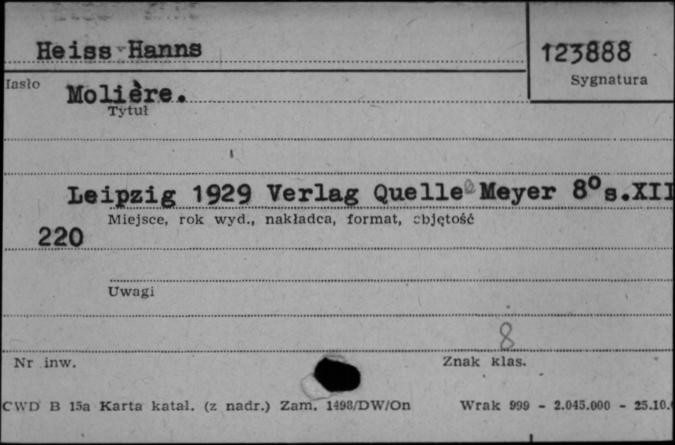 Heiss Hanns
123888
Sygnatura
Hasło
Molière.
Tytuł
Leipzig 1929 Verlag Quelle & Meyer 8° s.XII
Miejsce, rok wyd., nakładca, format, objętość
220
Uwagi
8
Nr inw.
Znak klas.
CWD B 15a Karta katal. (z nadr.) Zam. 1498/DW/On
Wrak 999 - 2.045.000 - 25.10.